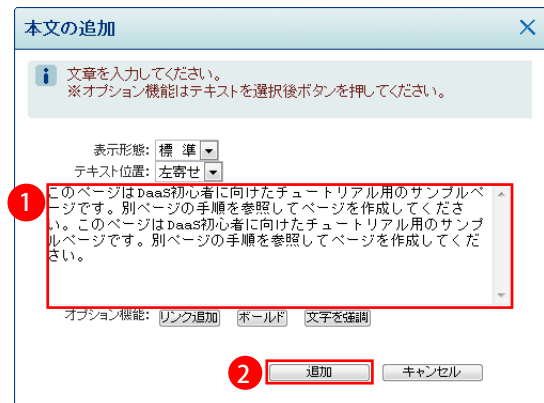 本文の追加
文章を入力してください。
※オプション機能はテキストを選択後ボタンを押してください。
表示形態: 標 準
テキスト位置: 左寄せ
1
このページはDaaS初心者に向けたチュートリアル用のサンプルペ
ージです。別ページの手順を参照してページを作成してくださ
い。このページはDaaS初心者に向けたチュートリアル用のサンプ
ルページです。別ページの手順を参照してページを作成してくだ
さい。
オプション機能: リンク追加 ボールド 文字を強調
2 追加 キャンセル